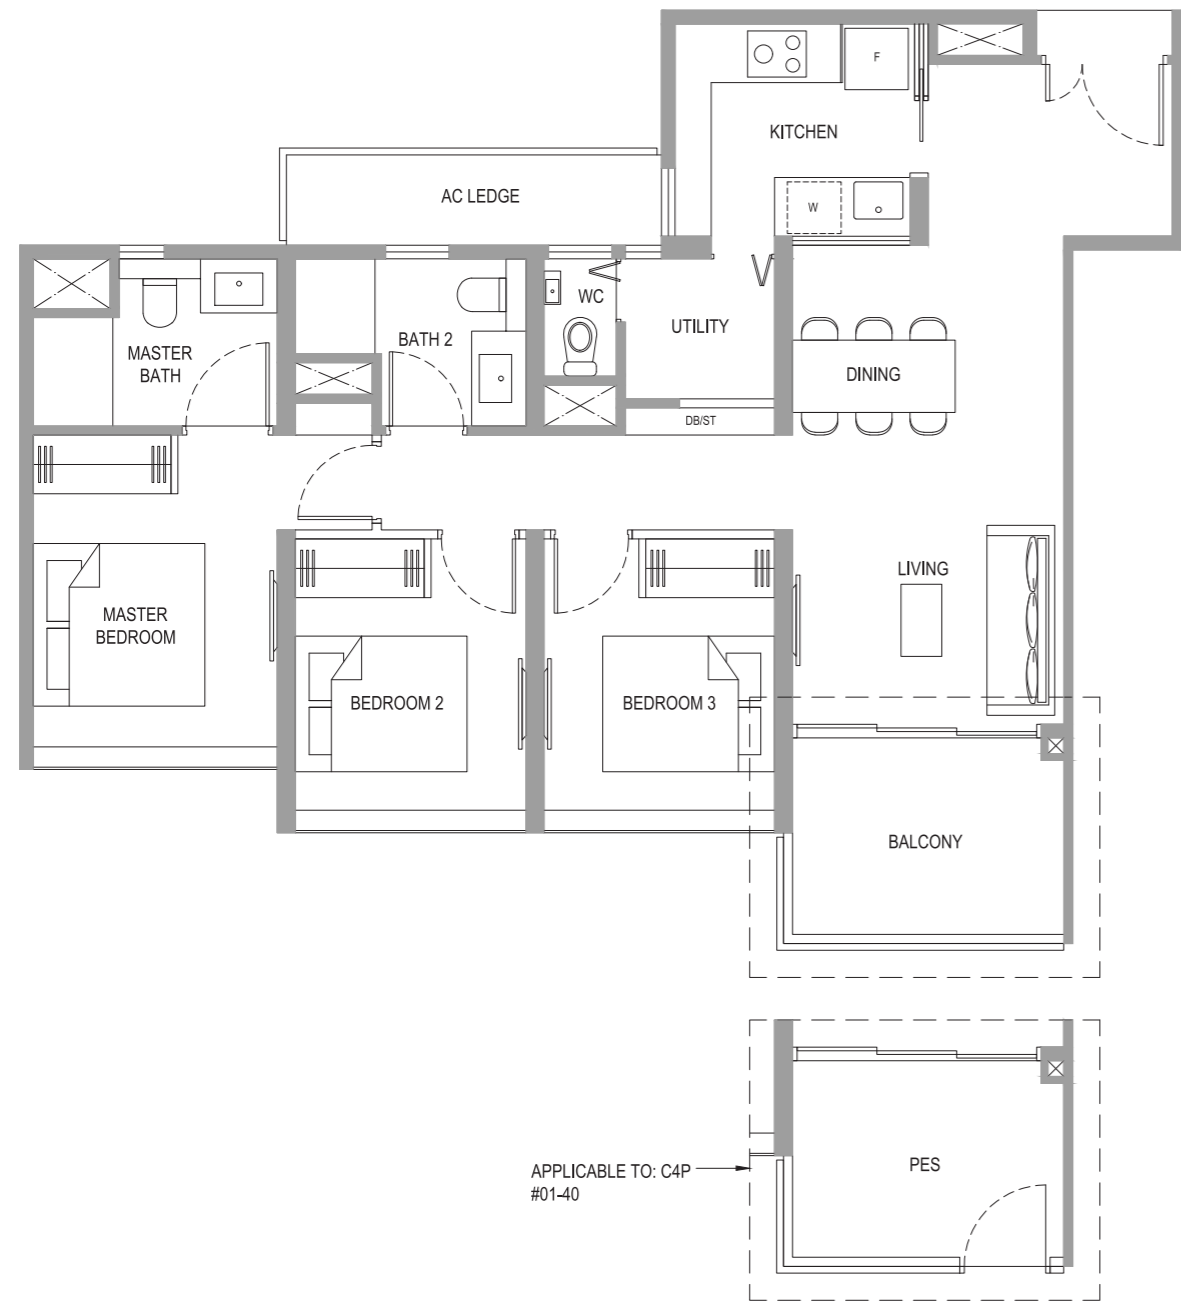 F
KITCHEN
AC LEDGE
W
WC
UTILITY
BATH 2
MASTER
BATH
DINING
DB/ST
LIVING
MASTER
BEDROOM
BEDROOM 2
BEDROOM 3
BALCONY
PES
APPLICABLE TO: C4P
#01-40